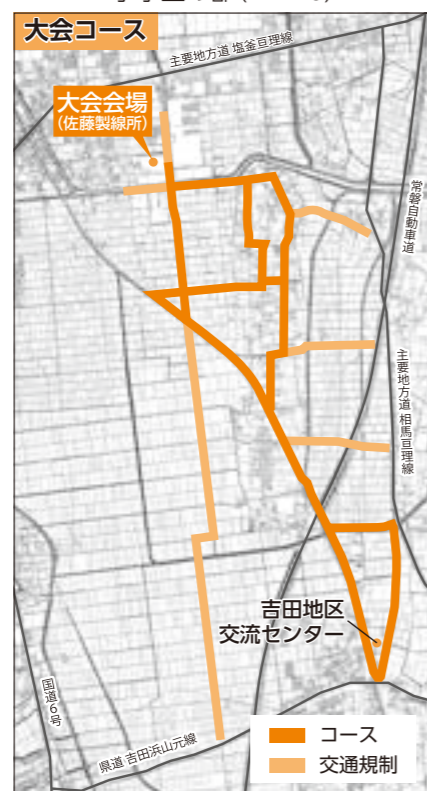 大会コース
主要地方道 塩釜亘理線
大会会場
(佐藤製線所)
常磐自動車道
主要地方道 相馬亘理線
吉田地区
交流センター
国道6号
県道 吉田浜山元線
コース
交通規制